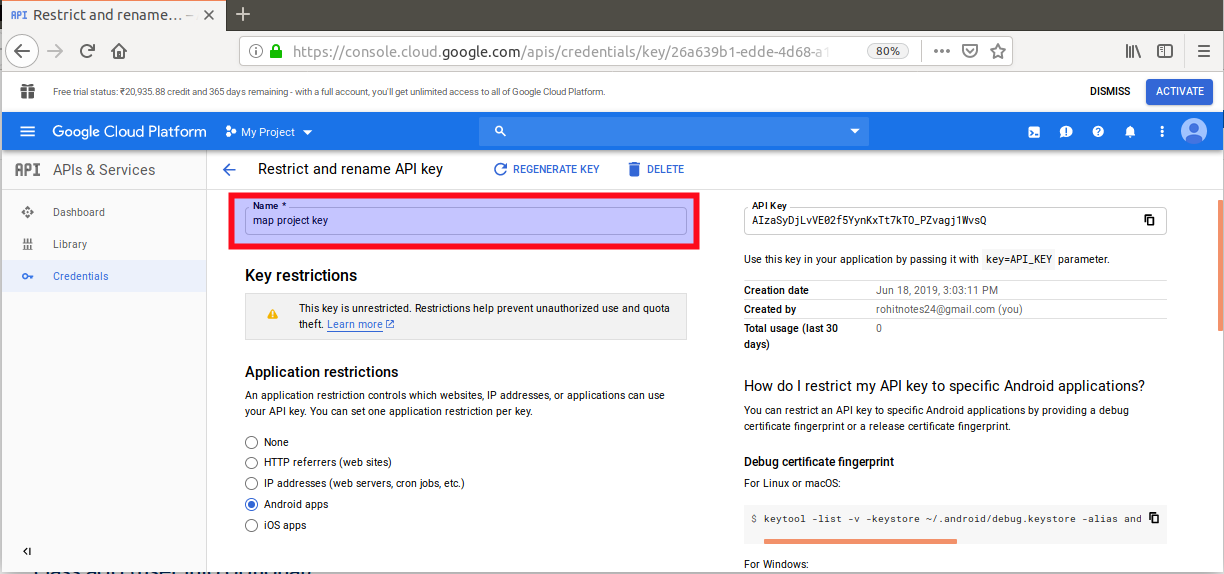 API Restrict and rename… –
https://console.cloud.google.com/apis/credentials/key/26a639b1-edde-4d68-a1
80%
Free trial status: ₹20,935.88 credit and 365 days remaining - with a full account, you'll get unlimited access to all of Google Cloud Platform.
DISMISS
ACTIVATE
Google Cloud Platform
My Project
API APIs & Services
Restrict and rename API key
REGENERATE KEY
DELETE
Dashboard
Library
Credentials
Name *
map project key
Key restrictions
This key is unrestricted. Restrictions help prevent unauthorized use and quota
theft. Learn more
Application restrictions
An application restriction controls which websites, IP addresses, or applications can use
your API key. You can set one application restriction per key.
None
HTTP referrers (web sites)
IP addresses (web servers, cron jobs, etc.)
Android apps
iOS apps
API Key
AIzaSyDjLvVE02f5YynKxTt7kTO_PZvagj1WvsQ
Use this key in your application by passing it with key=API_KEY parameter.
Creation date Jun 18, 2019, 3:03:11 PM
Created by rohitnotes24@gmail.com (you)
Total usage (last 30 0
days)
How do I restrict my API key to specific Android applications?
You can restrict an API key to specific Android applications by providing a debug
certificate fingerprint or a release certificate fingerprint.
Debug certificate fingerprint
For Linux or macOS:
$ keytool -list -v -keystore ~/.android/debug.keystore -alias and
For Windows: